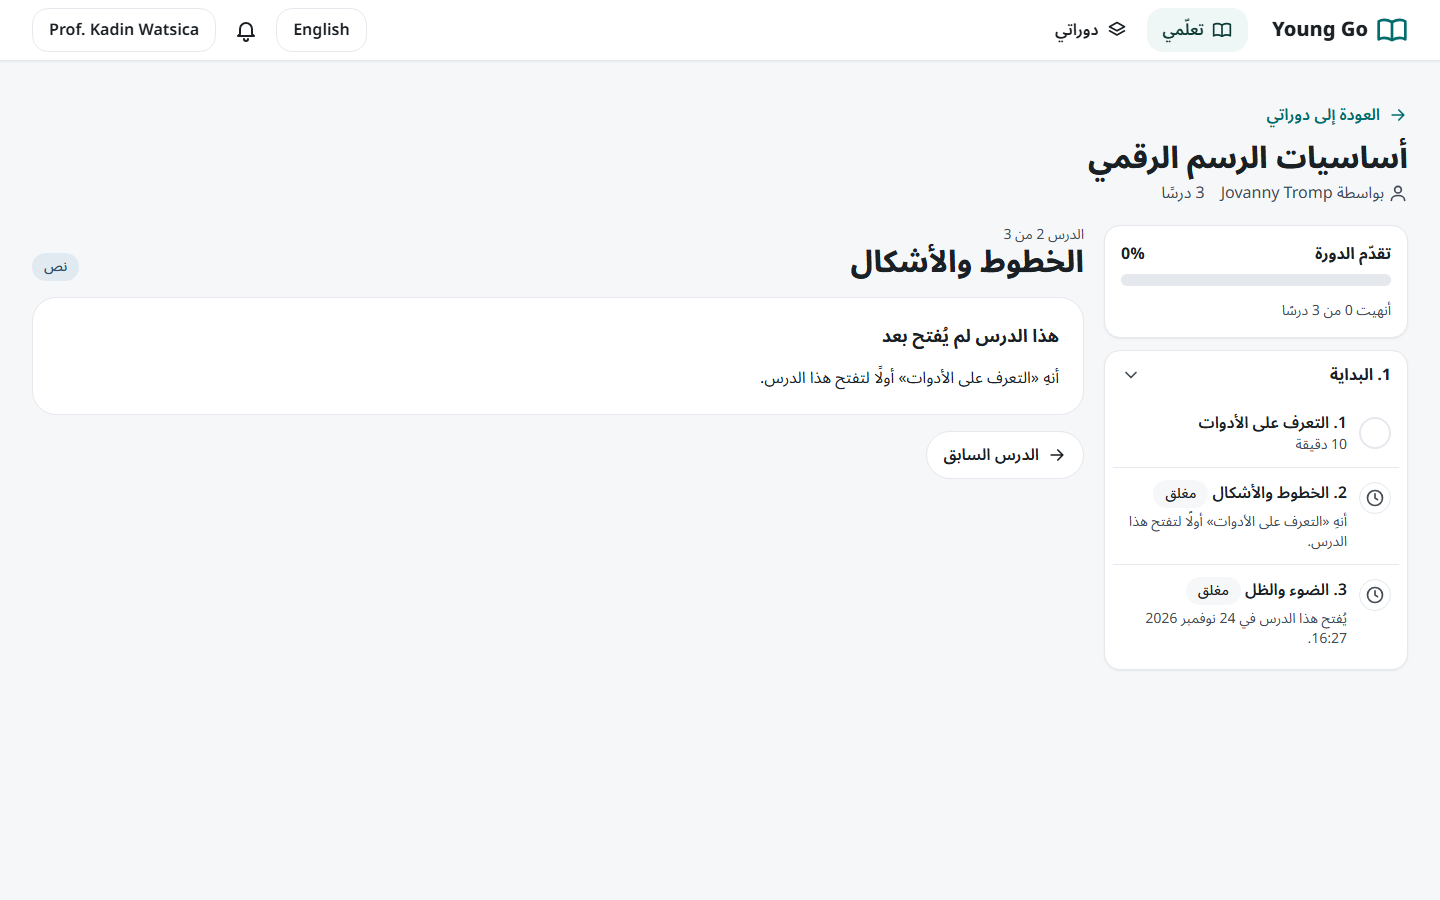 Young Go
تعلّمي
دوراتي
English
Prof. Kadin Watsica
العودة إلى دوراتي
أساسيات الرسم الرقمي
بواسطة Jovanny Tromp
3 درسًا
تقدّم الدورة
0%
أنهيت 0 من 3 درسًا
1. البداية
1. التعرف على الأدوات
10 دقيقة
2. الخطوط والأشكال مغلق
أنهِ «التعرف على الأدوات» أولًا لتفتح هذا
الدرس.
3. الضوء والظل مغلق
يُفتح هذا الدرس في 24 نوفمبر 2026
16:27.
الدرس 2 من 3
الخطوط والأشكال
نص
هذا الدرس لم يُفتح بعد
أنهِ «التعرف على الأدوات» أولًا لتفتح هذا الدرس.
الدرس السابق